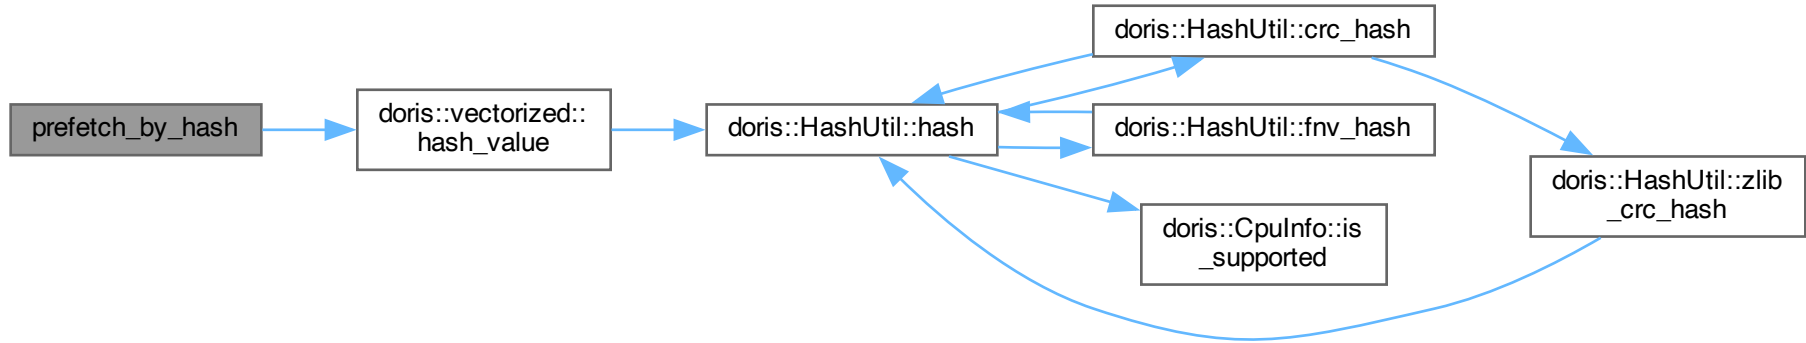 prefetch_by_hash
doris::vectorized::
hash_value
doris::HashUtil::hash
doris::HashUtil::crc_hash
doris::HashUtil::fnv_hash
doris::CpuInfo::is
_supported
doris::HashUtil::zlib
_crc_hash